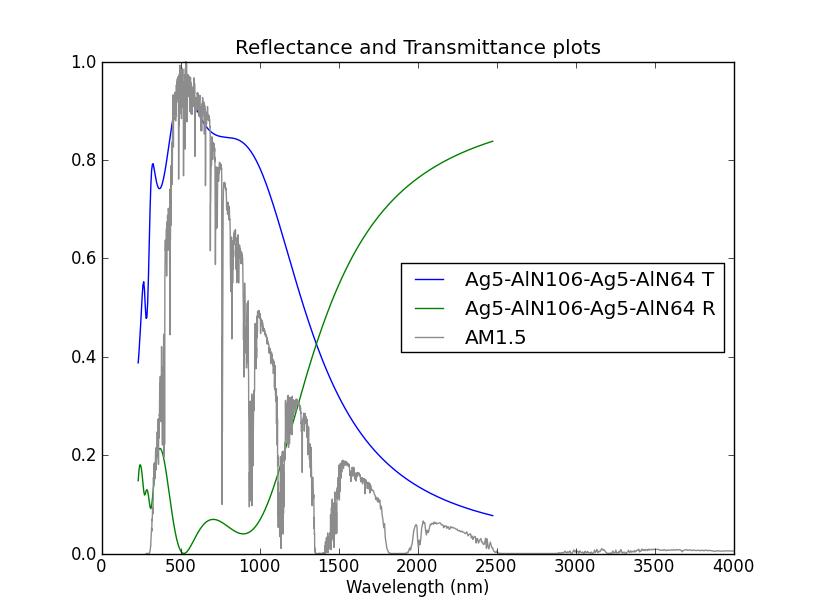 Reflectance and Transmittance plots
1.0
0.8
0.6
0.4
0.2
0.0
Ag5-AlN106-Ag5-AlN64 T
Ag5-AlN106-Ag5-AlN64 R
AM1.5
0 500 1000 1500 2000 2500 3000 3500 4000
Wavelength (nm)